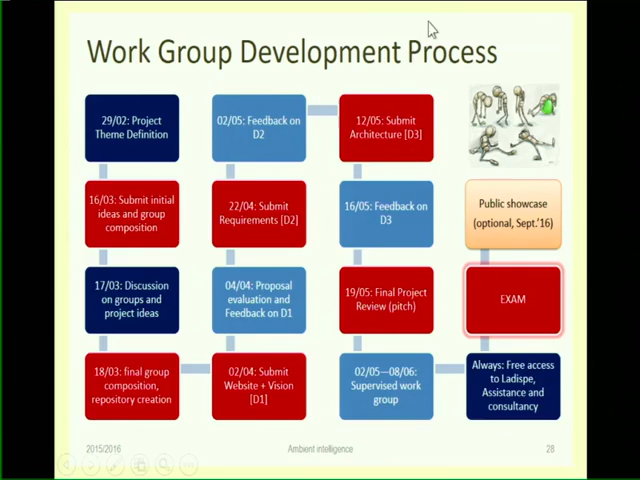 Work Group Development Process
29/02: Project
Theme Definition
16/03: Submit initial
ideas and group
composition
17/03: Discussion
on groups and
project ideas
18/03: final group
composition,
repository creation
02/04: Submit
Website + Vision
[D1]
04/04: Proposal
evaluation and
Feedback on D1
22/04: Submit
Requirements [D2]
02/05: Feedback on
D2
12/05: Submit
Architecture [D3]
16/05: Feedback on
D3
19/05: Final Project
Review (pitch)
02/05—08/06:
Supervised work
group
Always: Free access
to Ladispe,
Assistance and
consultancy
EXAM
Public showcase
(optional, Sept.'16)
2015/2016
Ambient intelligence
28